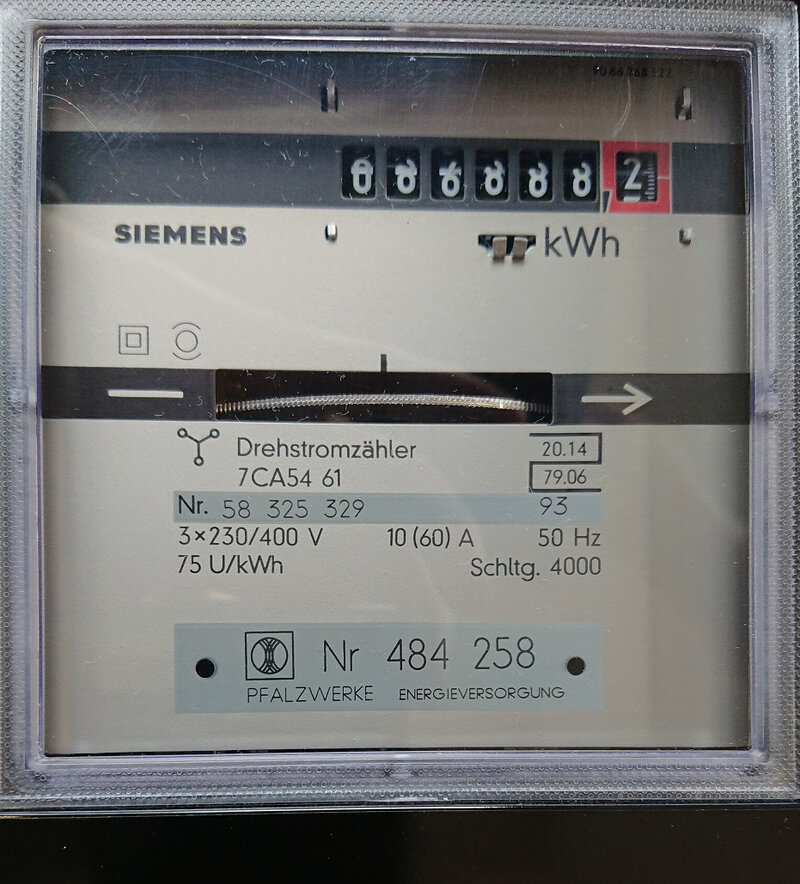 SIEMENS
kWh
Drehstromzähler
20.14
7CA54 61
79.06
Nr. 58 325 329 93
3×230/400 V 10 (60) A 50 Hz
75 U/kWh Schltg. 4000
Nr 484 258
PFALZWERKE ENERGIEVERSORGUNG